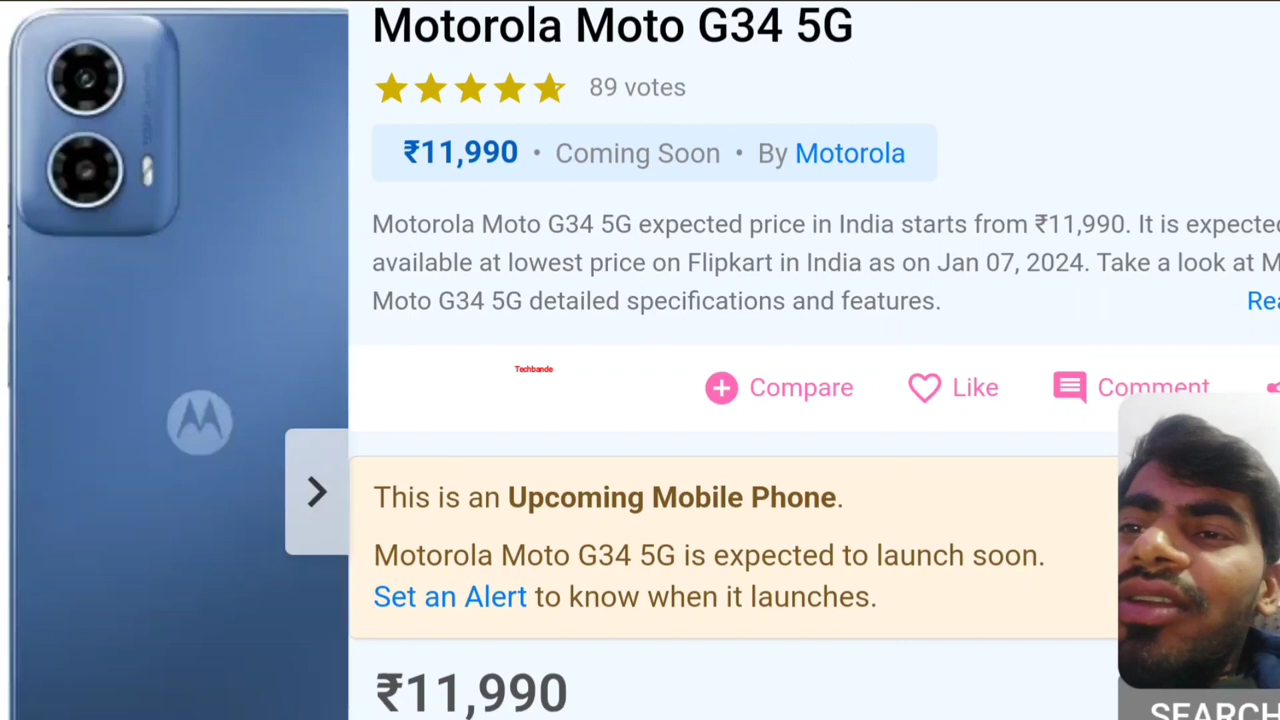 Motorola Moto G34 5G
89 votes
₹11,990 • Coming Soon • By Motorola
Motorola Moto G34 5G expected price in India starts from ₹11,990. It is expected
available at lowest price on Flipkart in India as on Jan 07, 2024. Take a look at M
Moto G34 5G detailed specifications and features.
Techbande
Compare
Like
Comment
This is an Upcoming Mobile Phone.
Motorola Moto G34 5G is expected to launch soon.
Set an Alert to know when it launches.
₹11,990
SEARCH